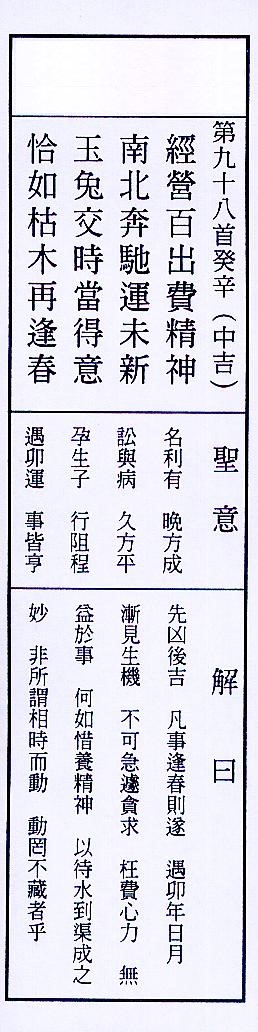 第九十八首癸辛（中吉）
經營百出費精神
南北奔馳運未新
玉兔交時當得意
恰如枯木再逢春
聖意
名利有　晚方成
訟與病　久方平
孕生子　行阻程
遇卯運　事皆亨
解曰
先凶後吉　凡事逢春則遂　遇卯年日月
漸見生機　不可急遽貪求　枉費心力　無
益於事　何如惜養精神　以待水到渠成之
妙　非所謂相時而動　動罔不藏者乎